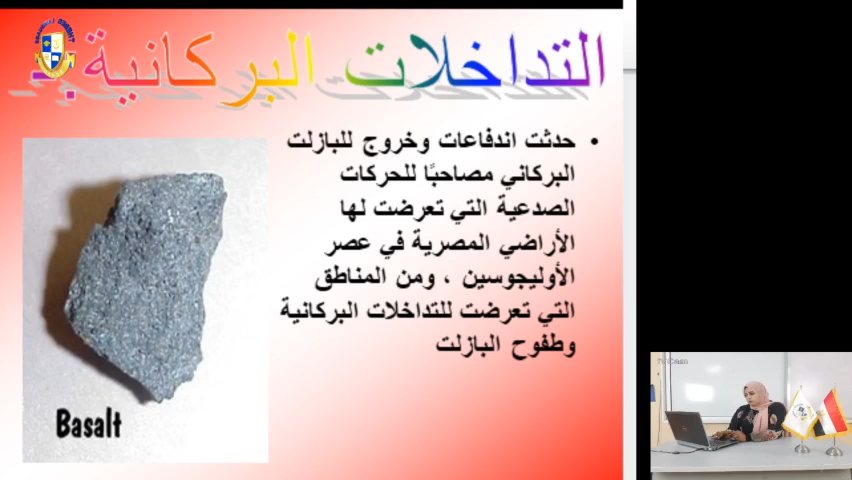 التداخلات البركانية:-
• حدثت اندفاعات وخروج للبازلت
البركاني مصاحبًا للحركات
الصدعية التي تعرضت لها
الأراضي المصرية في عصر
الأوليجوسين ، ومن المناطق
التي تعرضت للتداخلات البركانية
وطفوح البازلت
Basalt